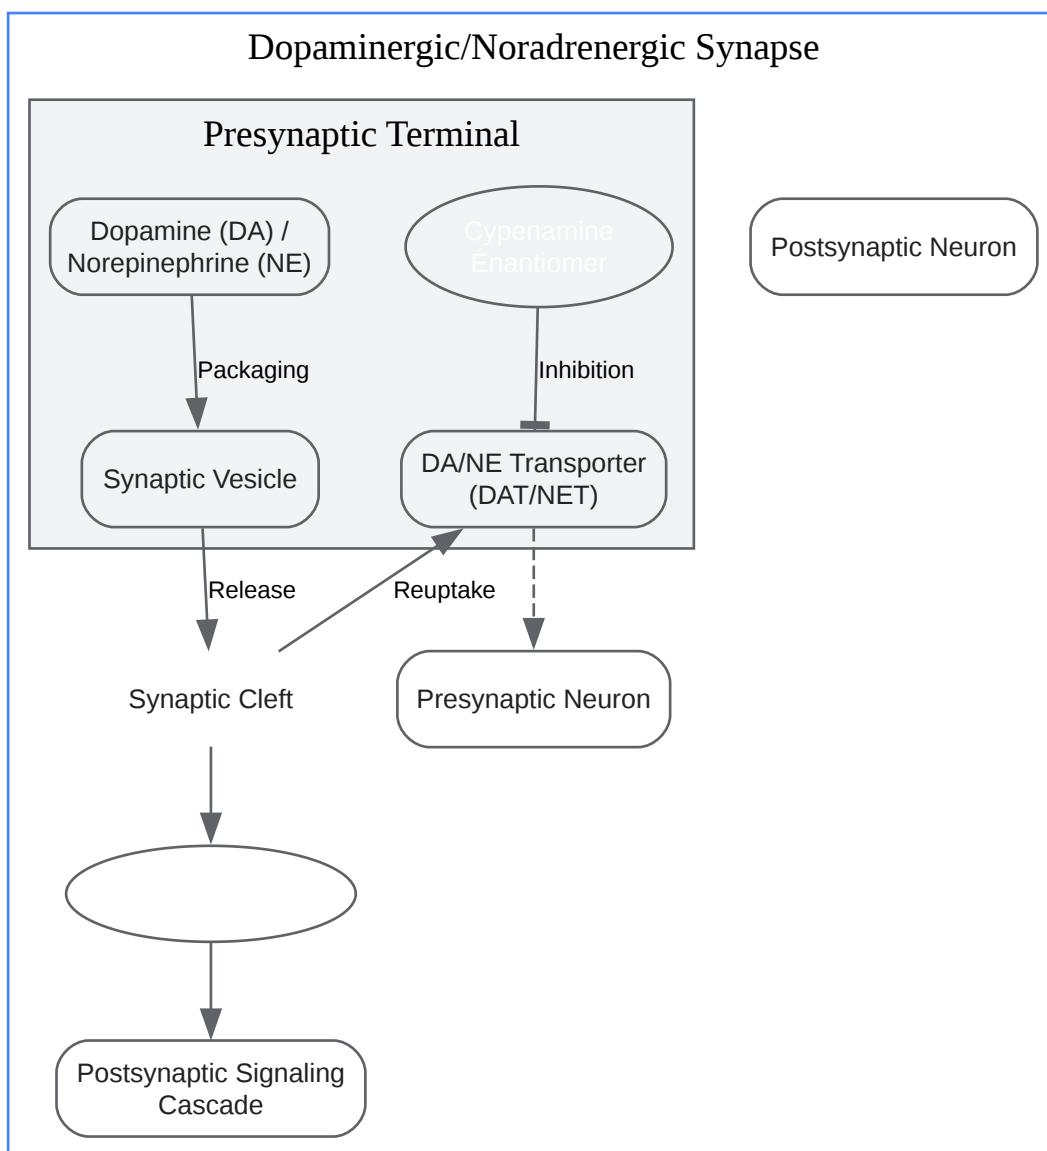 Dopaminergic/Noradrenergic Synapse
Presynaptic Terminal
Dopamine (DA) /
Norepinephrine (NE)
Cypenamine
Enantiomer
Postsynaptic Neuron
Packaging
Inhibition
Synaptic Vesicle
DA/NE Transporter
(DAT/NET)
Release
Reuptake
Synaptic Cleft
Presynaptic Neuron
Postsynaptic Signaling
Cascade